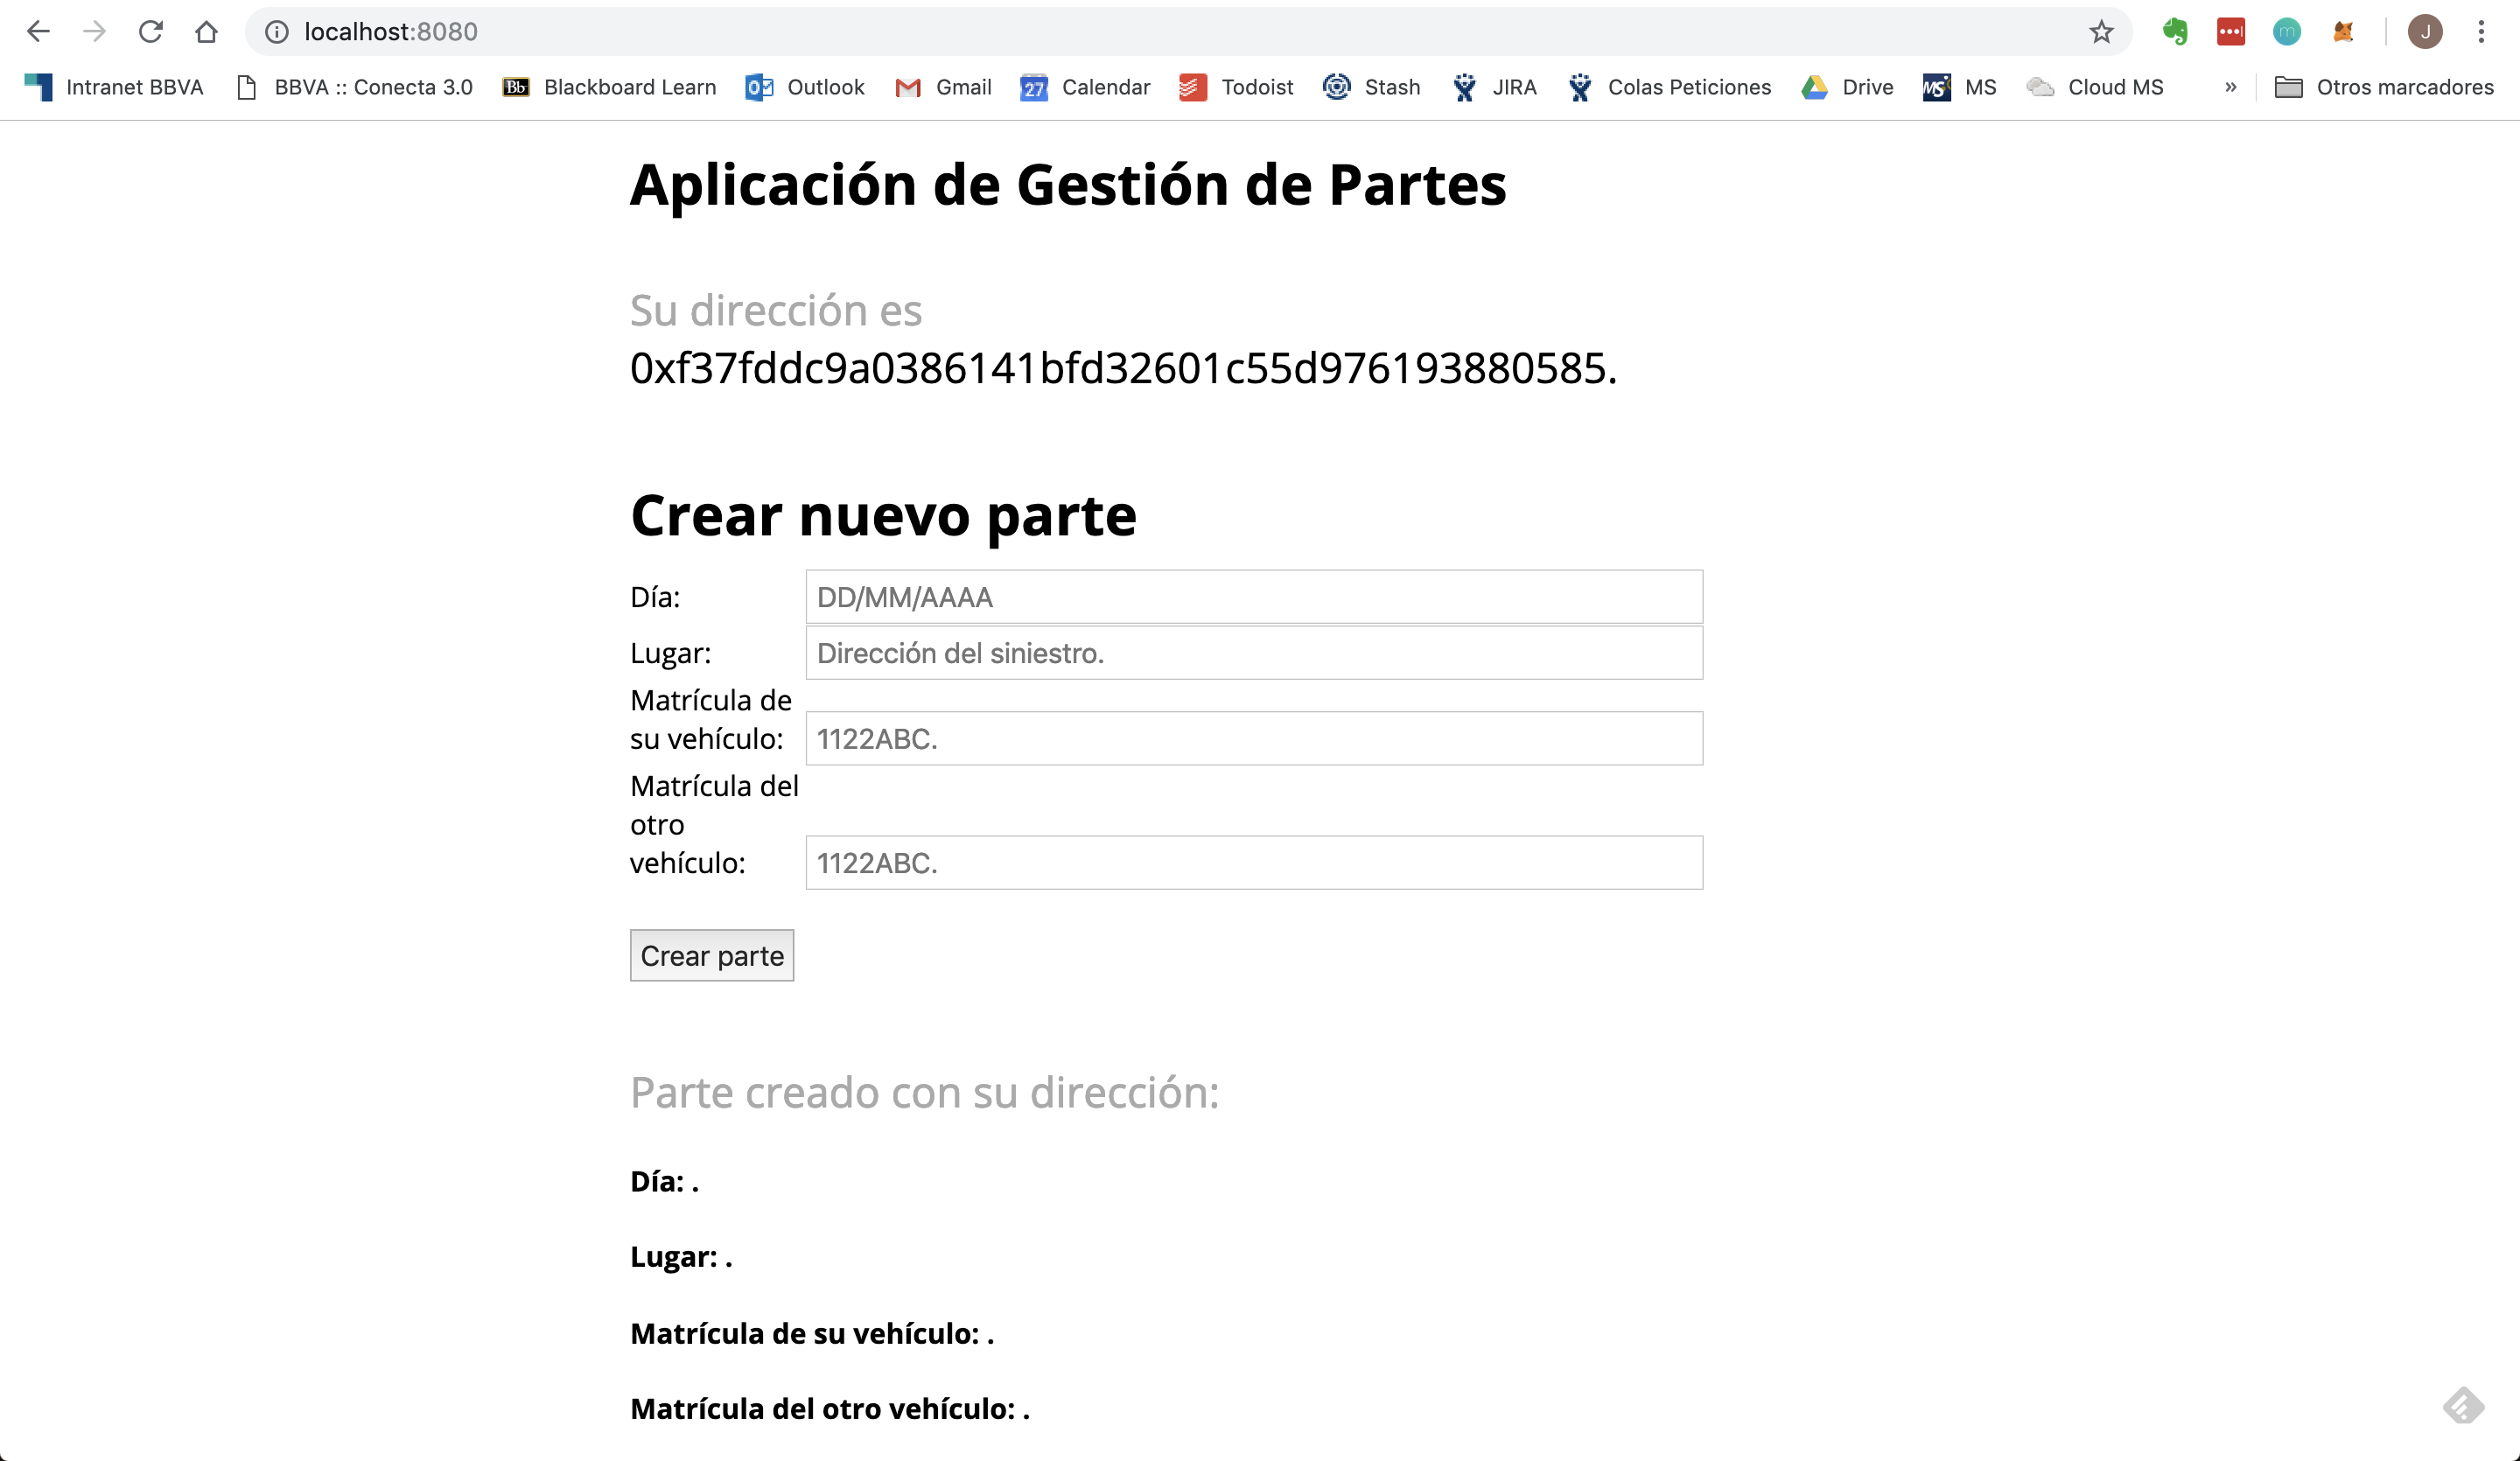 localhost:8080
J
Intranet BBVA BBVA :: Conecta 3.0 Bb Blackboard Learn Outlook Gmail 27 Calendar Todoist Stash JIRA Colas Peticiones Drive MS MS Cloud MS » Otros marcadores
Aplicación de Gestión de Partes
Su dirección es
0xf37fddc9a0386141bfd32601c55d976193880585.
Crear nuevo parte
Día: DD/MM/AAAA
Lugar: Dirección del siniestro.
Matrícula de
su vehículo: 1122ABC.
Matrícula del
otro
vehículo: 1122ABC.
Crear parte
Parte creado con su dirección:
Día: .
Lugar: .
Matrícula de su vehículo: .
Matrícula del otro vehículo: .